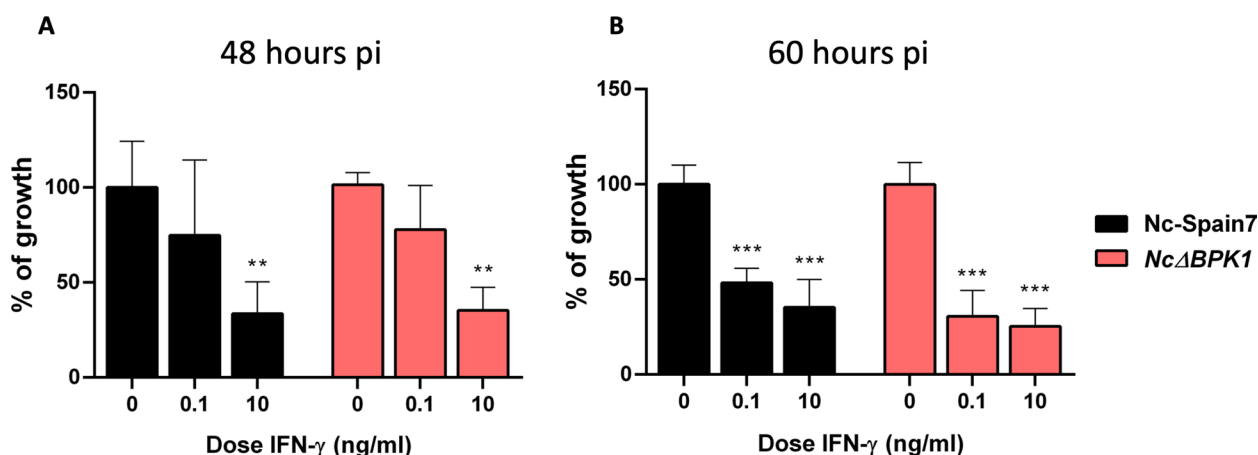 A
48 hours pi
% of growth
150
100
50
0
**
**
0 0.1 10 0 0.1 10
Dose IFN-γ (ng/ml)
B
60 hours pi
% of growth
150
100
50
0
*** *** *** ***
0 0.1 10 0 0.1 10
Dose IFN-γ (ng/ml)
Nc-Spain7
NcΔBPK1